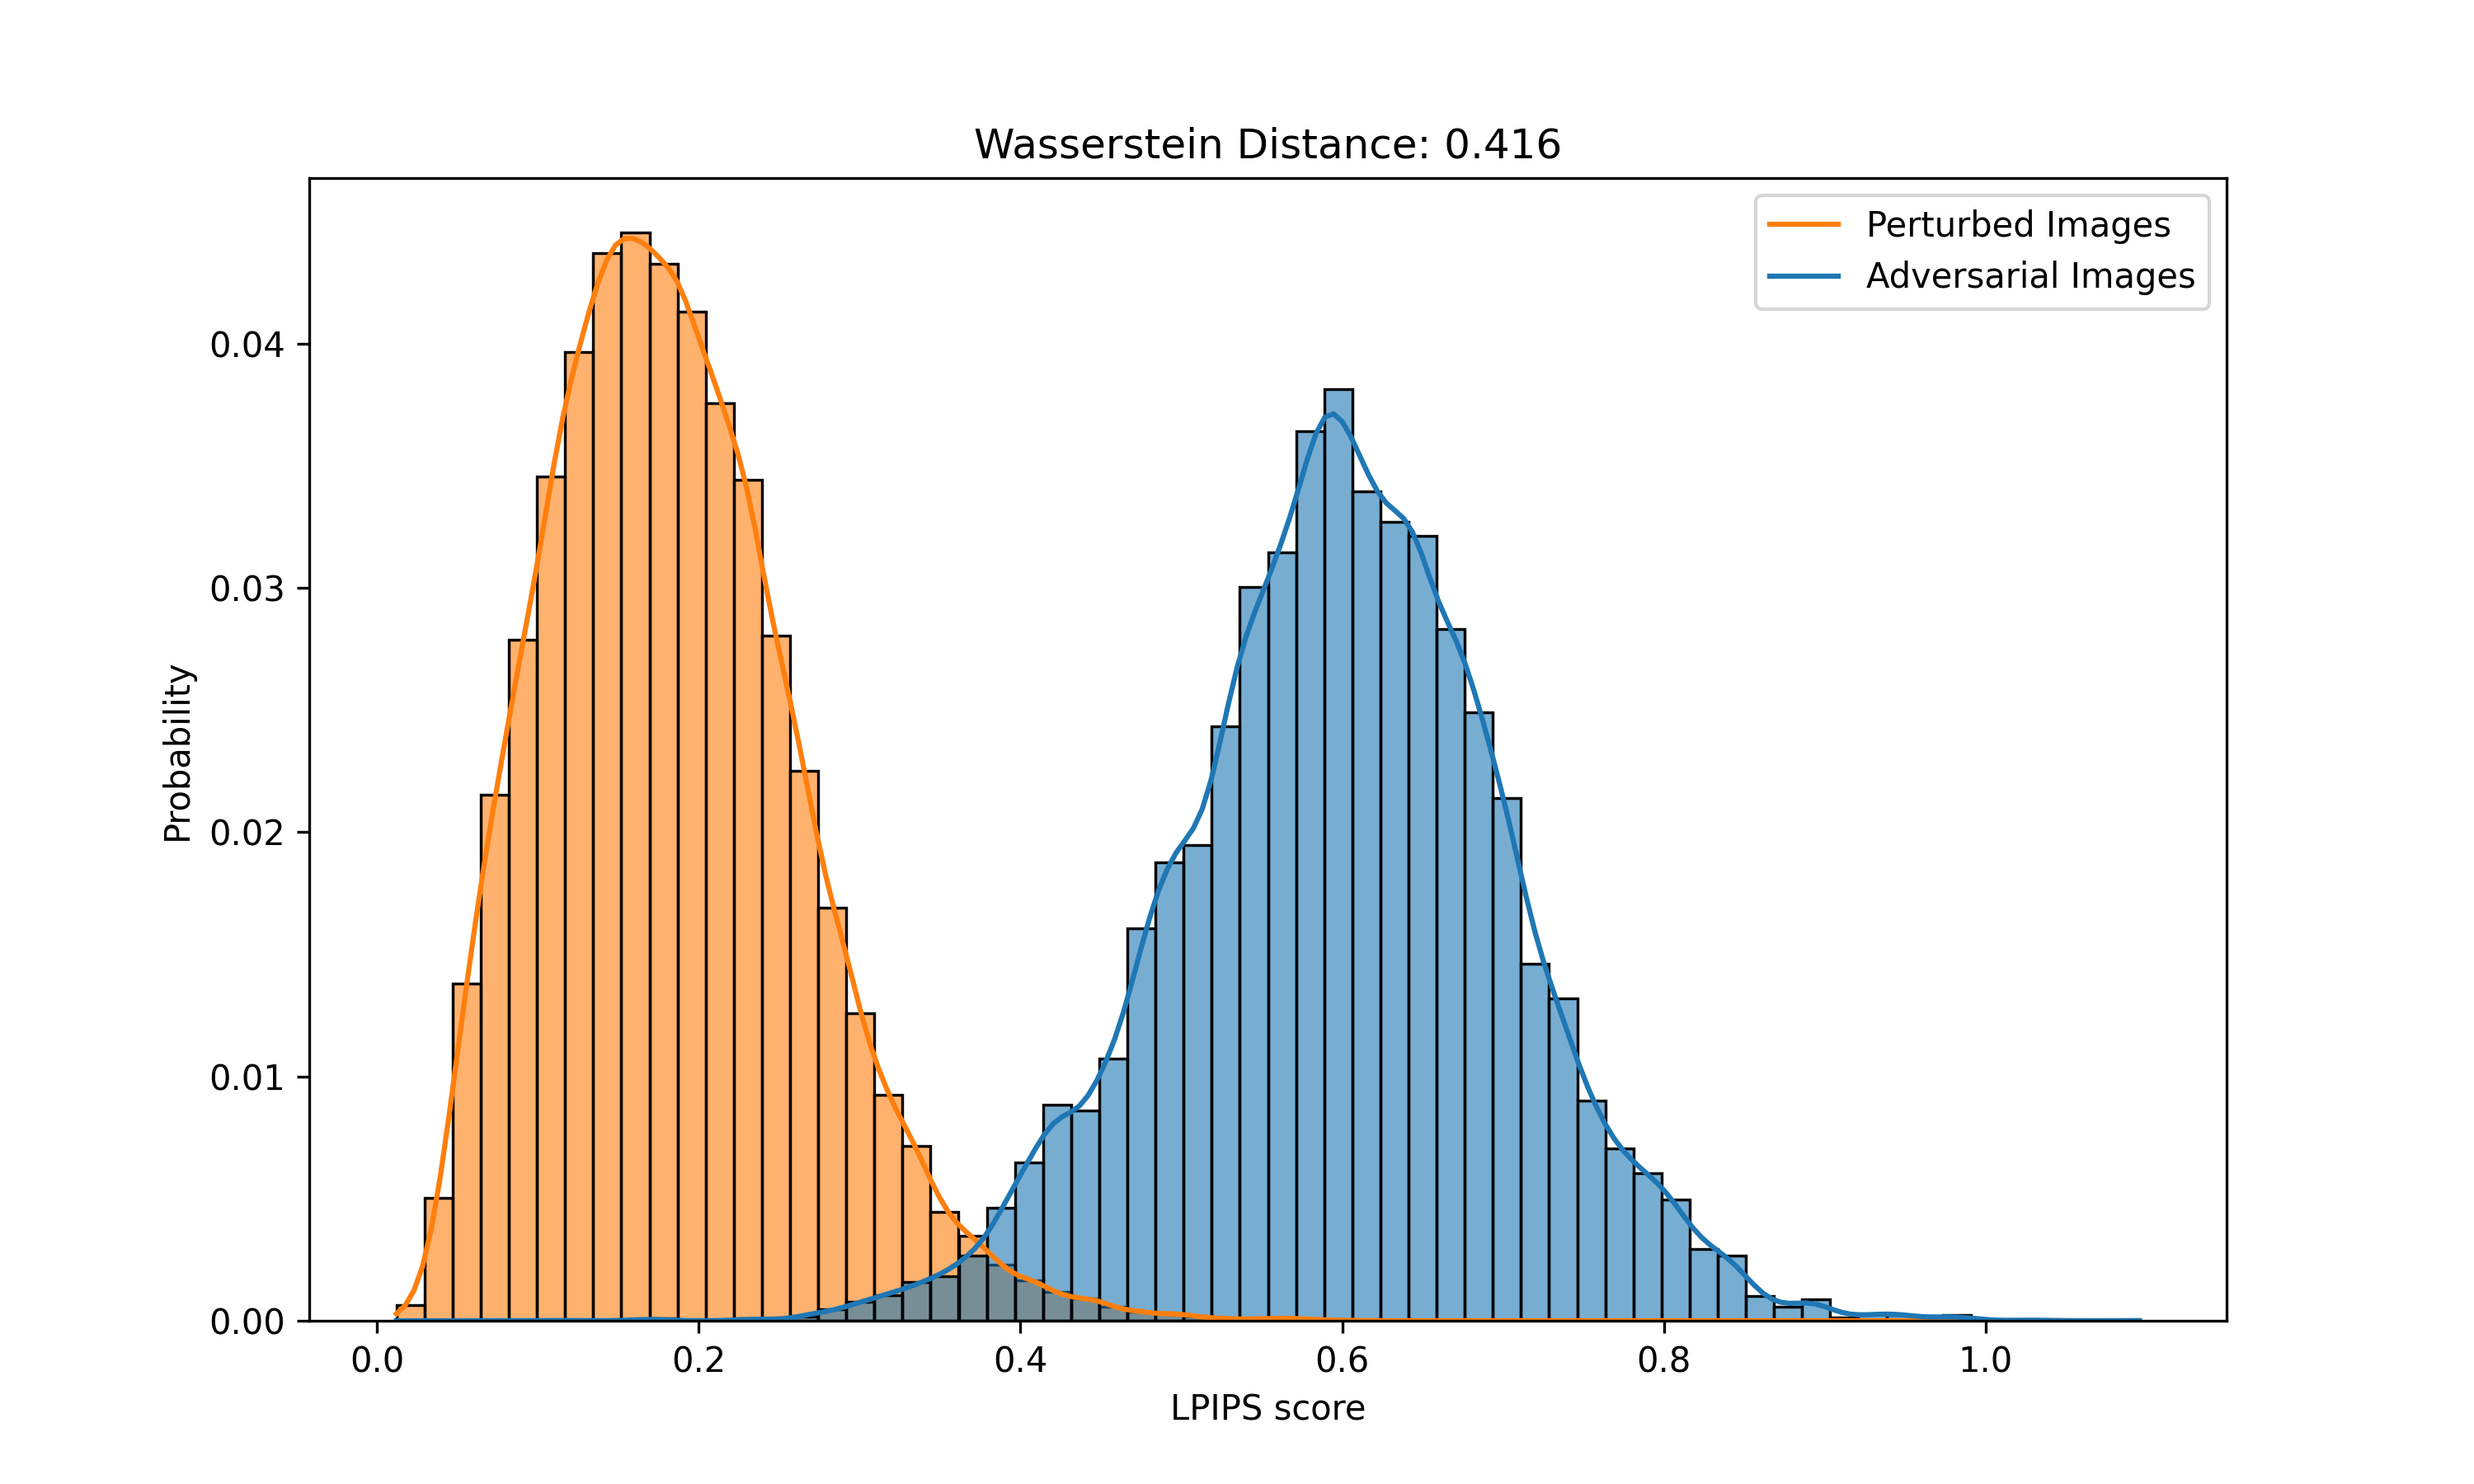 Wasserstein Distance: 0.416
Perturbed Images
Adversarial Images
0.04
0.03
0.02
0.01
0.00
Probability
0.0 0.2 0.4 0.6 0.8 1.0
LPIPS score